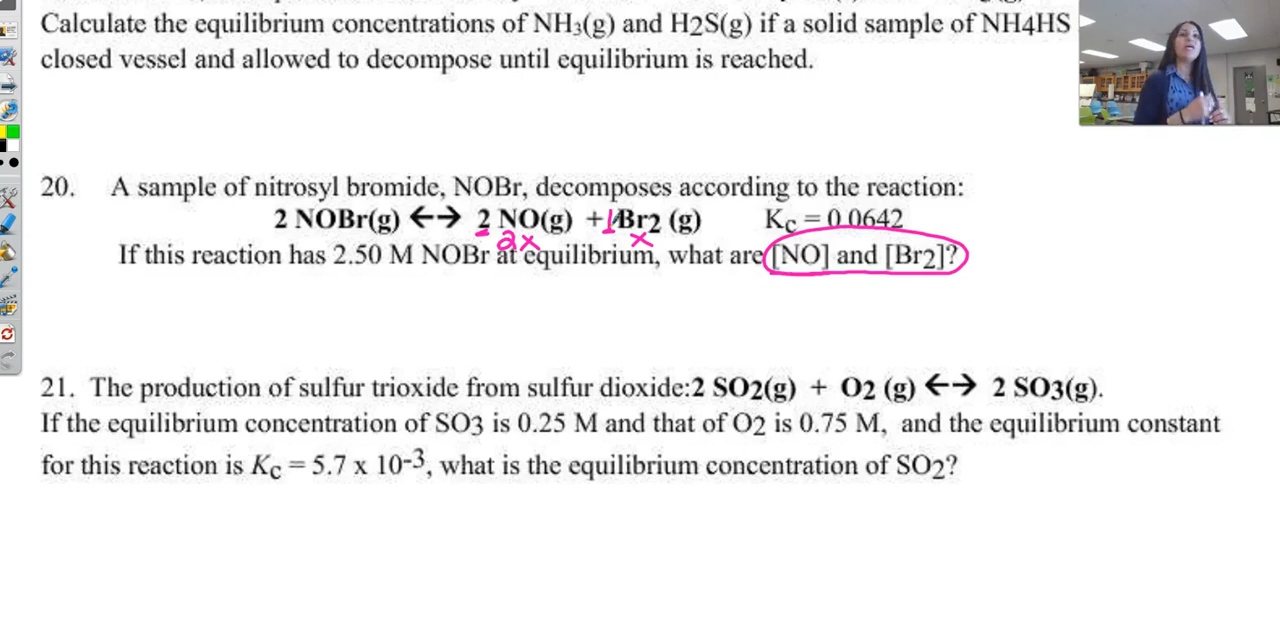 Calculate the equilibrium concentrations of NH3(g) and H2S(g) if a solid sample of NH4HS
closed vessel and allowed to decompose until equilibrium is reached.
20. A sample of nitrosyl bromide, NOBr, decomposes according to the reaction:
2 NOBr(g) ←→ 2 NO(g) + 1 Br2 (g) Kc = 0.0642
2x x
If this reaction has 2.50 M NOBr at equilibrium, what are [NO] and [Br2]?
21. The production of sulfur trioxide from sulfur dioxide:2 SO2(g) + O2 (g) ←→ 2 SO3(g).
If the equilibrium concentration of SO3 is 0.25 M and that of O2 is 0.75 M, and the equilibrium constant
for this reaction is Kc = 5.7 x 10-3, what is the equilibrium concentration of SO2?